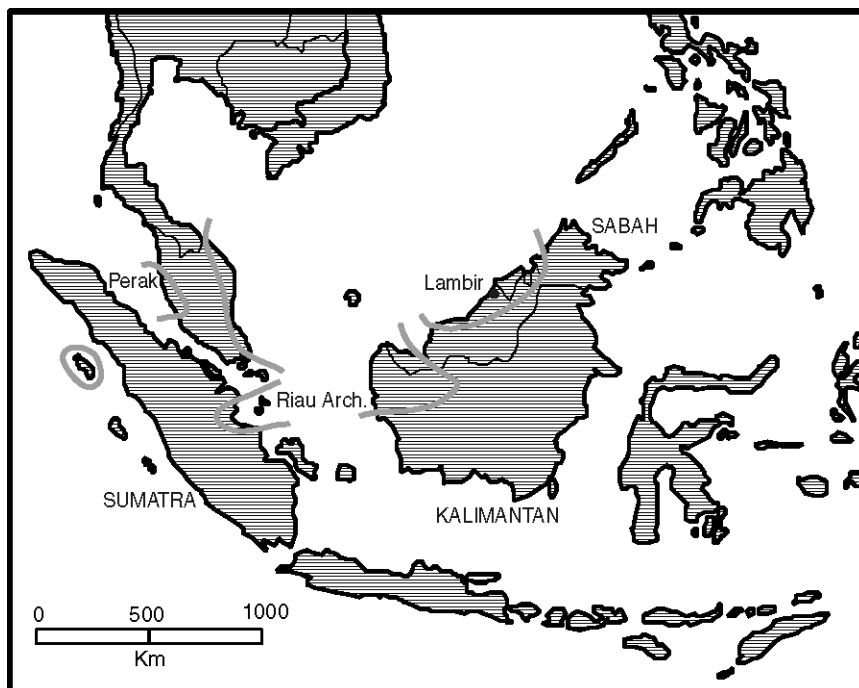 SABAH
Perak
Lambir
Riau Arch.
SUMATRA
KALIMANTAN
0 500 1000
Km